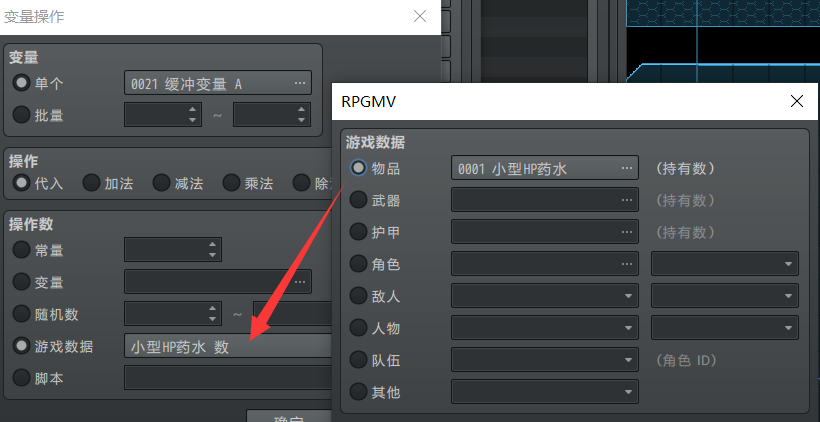 变量操作
变量
单个 0021 缓冲变量 A ...
批量 ~
操作
代入 加法 减法 乘法
操作数
常量
变量 ...
随机数 ~
游戏数据 小型HP药水 数
脚本
确定
RPGMV
游戏数据
物品 0001 小型HP药水 ... (持有数)
武器 ... (持有数)
护甲 ... (持有数)
角色 ...
敌人
人物
队伍 (角色 ID)
其他